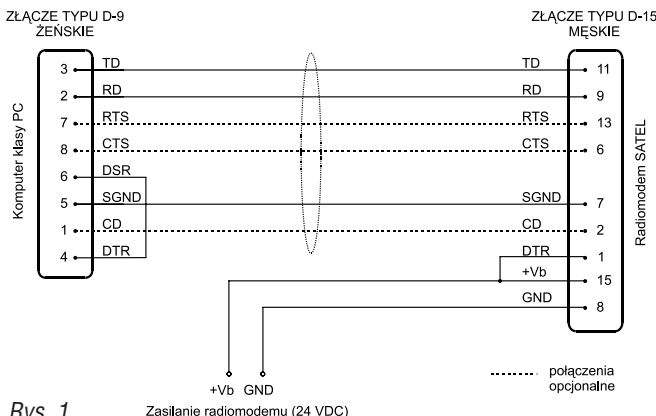 ZŁĄCZE TYPU D-9
ŻEŃSKIE
ZŁĄCZE TYPU D-15
MĘSKIE
Komputer klasy PC
Radiomodem SATEL
3 TD TD 11
2 RD RD 9
7 RTS RTS 13
8 CTS CTS 6
6 DSR
5 SGND SGND 7
1 CD CD 2
4 DTR DTR 1
+Vb 15
GND 8
+Vb GND
połączenia
opcjonalne
Rys. 1
Zasilanie radiomodemu (24 VDC)